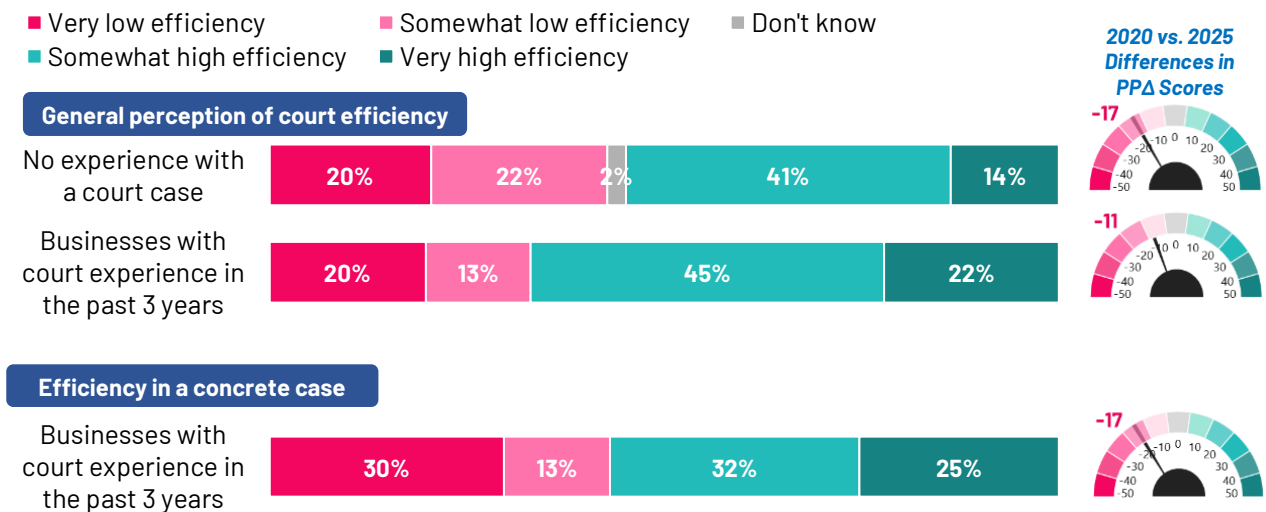 Very low efficiency
Somewhat low efficiency
Don't know
Somewhat high efficiency
Very high efficiency
2020 vs. 2025
Differences in
PPΔ Scores
General perception of court efficiency
No experience with
a court case
20%
22%
2%
41%
14%
-17
-50
-40
-30
-20
-10
0
10
20
30
40
50
Businesses with
court experience in
the past 3 years
20%
13%
45%
22%
-11
-50
-40
-30
-20
-10
0
10
20
30
40
50
Efficiency in a concrete case
Businesses with
court experience in
the past 3 years
30%
13%
32%
25%
-17
-50
-40
-30
-20
-10
0
10
20
30
40
50